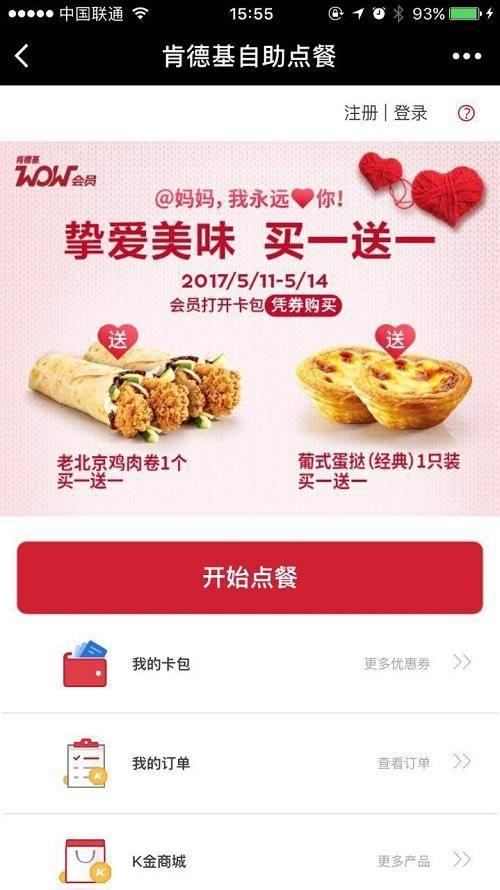 中国联通 15:55 93%
肯德基自助点餐
注册 | 登录 ?
肯德基
WOW会员
@妈妈，我永远❤你！
挚爱美味 买一送一
2017/5/11-5/14
会员打开卡包凭券购买
送 送
老北京鸡肉卷1个
买一送一
葡式蛋挞（经典）1只装
买一送一
开始点餐
我的卡包 更多优惠券
我的订单 查看订单
K
K金商城 更多产品
K